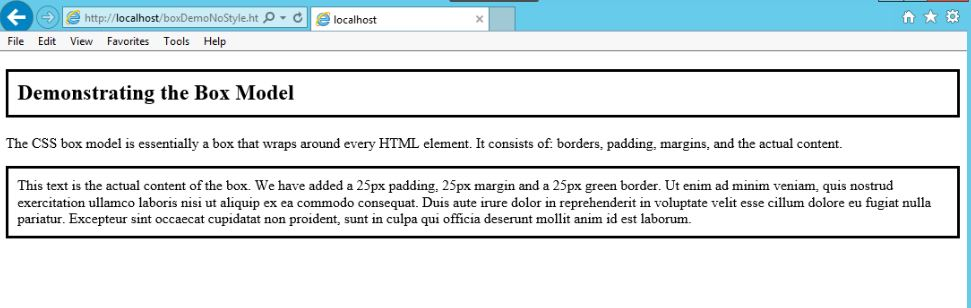 http://localhost/boxDemoNoStyle.ht
localhost
File Edit View Favorites Tools Help
Demonstrating the Box Model
The CSS box model is essentially a box that wraps around every HTML element. It consists of: borders, padding, margins, and the actual content.
This text is the actual content of the box. We have added a 25px padding, 25px margin and a 25px green border. Ut enim ad minim veniam, quis nostrud
exercitation ullamco laboris nisi ut aliquip ex ea commodo consequat. Duis aute irure dolor in reprehenderit in voluptate velit esse cillum dolore eu fugiat nulla
pariatur. Excepteur sint occaecat cupidatat non proident, sunt in culpa qui officia deserunt mollit anim id est laborum.